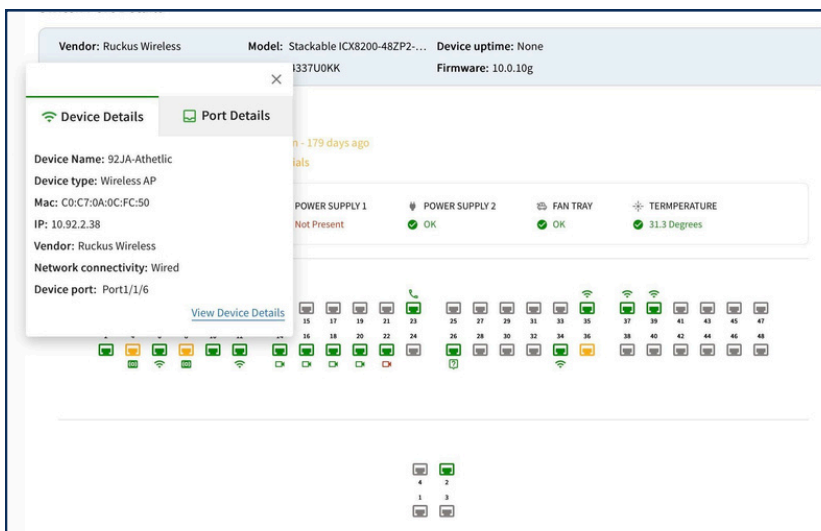 Vendor: Ruckus Wireless Model: Stackable ICX8200-48ZP2-... Device uptime: None
4337U0KK Firmware: 10.0.10g
Device Details Port Details
n - 179 days ago
Device Name: 92JA-Athetlic
ials
Device type: Wireless AP
Mac: C0:C7:0A:0C:FC:50
POWER SUPPLY 1 POWER SUPPLY 2 FAN TRAY TERMPERATURE
IP: 10.92.2.38
Not Present OK OK 31.3 Degrees
Vendor: Ruckus Wireless
Network connectivity: Wired
Device port: Port1/1/6
View Device Details
15 17 19 21 23 25 27 29 31 33 35 37 39 41 43 45 47
16 18 20 22 24 26 28 30 32 34 36 38 40 42 44 46 48
4 2
1 3